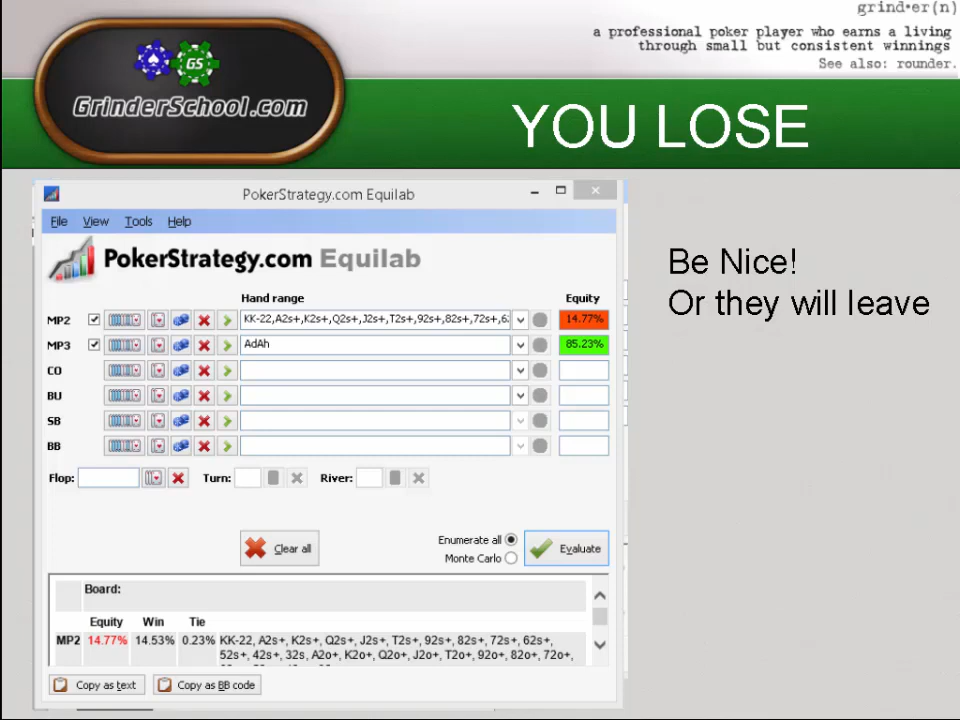 grind•er(n)
a professional poker player who earns a living
through small but consistent winnings
See also: rounder.
GS
GrinderSchool.com
YOU LOSE
PokerStrategy.com Equilab
File View Tools Help
PokerStrategy.com Equilab
Be Nice!
Or they will leave
Hand range Equity
MP2 KK-22,A2s+,K2s+,Q2s+,J2s+,T2s+,92s+,82s+,72s+, 14.77%
MP3 AdAh 85.23%
CO
BU
SB
BB
Flop: Turn: River:
Clear all Enumerate all Evaluate
Monte Carlo
Board:
Equity Win Tie
MP2 14.77% 14.53% 0.23% KK-22, A2s+, K2s+, Q2s+, J2s+, T2s+, 92s+, 82s+, 72s+, 62s+,
52s+, 42s+, 32s, A2o+, K2o+, Q2o+, J2o+, T2o+, 92o+, 82o+, 72o+,
Copy as text Copy as BB code